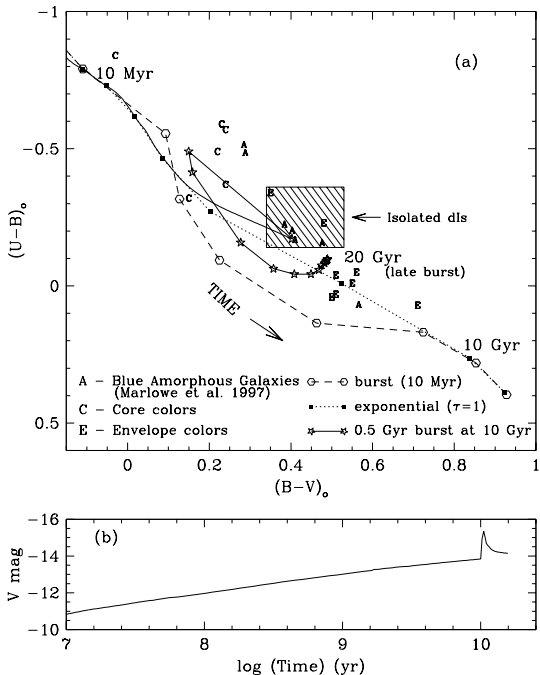 -1
(a)
C
10 Myr
C
C
-0.5
C
A
A
C
E
C
A
E
A
A
A
Isolated dIs
20 Gyr
(late burst)
E
E
E
E
E
E
A
E
0
(U-B)o
TIME
10 Gyr
A - Blue Amorphous Galaxies
(Marlowe et al. 1997)
C - Core colors
E - Envelope colors
burst (10 Myr)
exponential (τ=1)
0.5 Gyr burst at 10 Gyr
0.5
0 0.2 0.4 0.6 0.8 1
(B-V)o
-16
(b)
-14
-12
-10
V mag
7 8 9 10
log (Time) (yr)